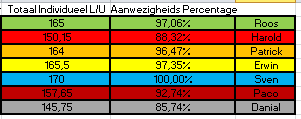 Totaal Individueel L/U Aanwezigheids Percentage
165 97,06% Roos
150,15 88,32% Harold
164 96,47% Patrick
165,5 97,35% Erwin
170 100,00% Sven
157,65 92,74% Faco
145,75 85,74% Danial